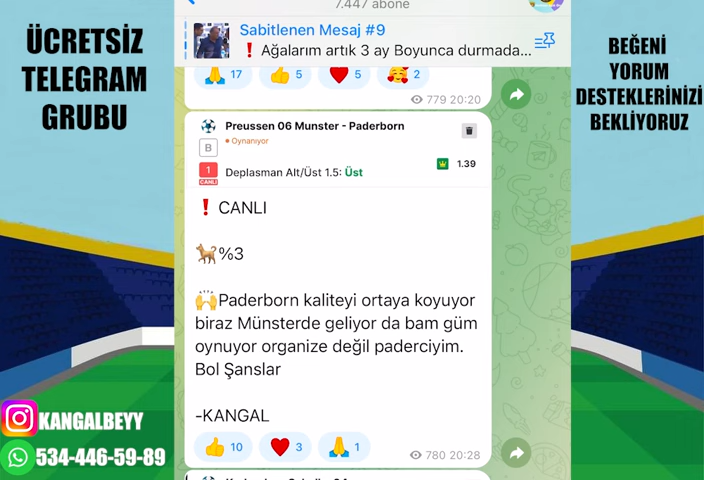 ÜCRETSİZ
TELEGRAM
GRUBU
7.447 abone
Sabitlenen Mesaj #9
❗ Ağalarım artık 3 ay Boyunca durmada...
🙏 17 👍 5 ❤️ 5 🥰 2
779 20:20
Preussen 06 Munster - Paderborn
B
Oynanıyor
1
CANLI
Deplasman Alt/Üst 1.5: Üst
1.39
❗ CANLI
🐕%3
🙌Paderborn kaliteyi ortaya koyuyor
biraz Münsterde geliyor da bam güm
oynuyor organize değil paderciyim.
Bol Şanslar
-KANGAL
👍 10 ❤️ 3 🙏 1
780 20:28
BEĞENİ
YORUM
DESTEKLERİNİZİ
BEKLİYORUZ
KANGALBEYY
534-446-59-89